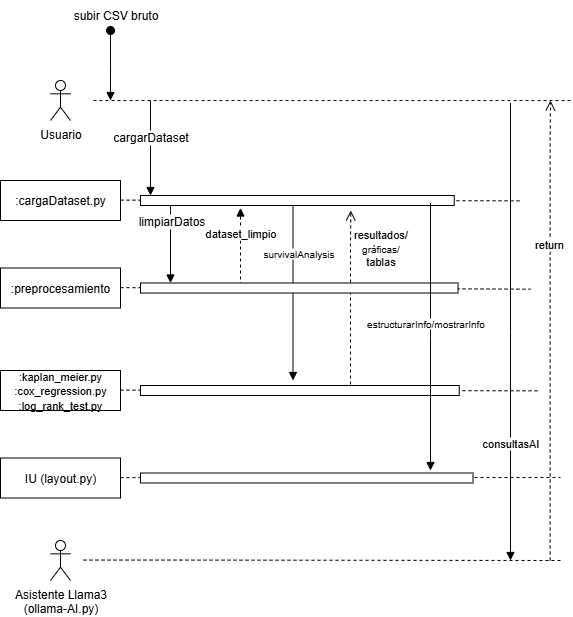 subir CSV bruto
Usuario
cargarDataset
:cargaDataset.py
limpiarDatos
dataset_limpio
survivalAnalysis
resultados/
gráficas/
tablas
return
:preprocesamiento
estructurarInfo/mostrarInfo
:kaplan_meier.py
:cox_regression.py
:log_rank_test.py
consultasAI
IU (layout.py)
Asistente Llama3
(ollama-AI.py)